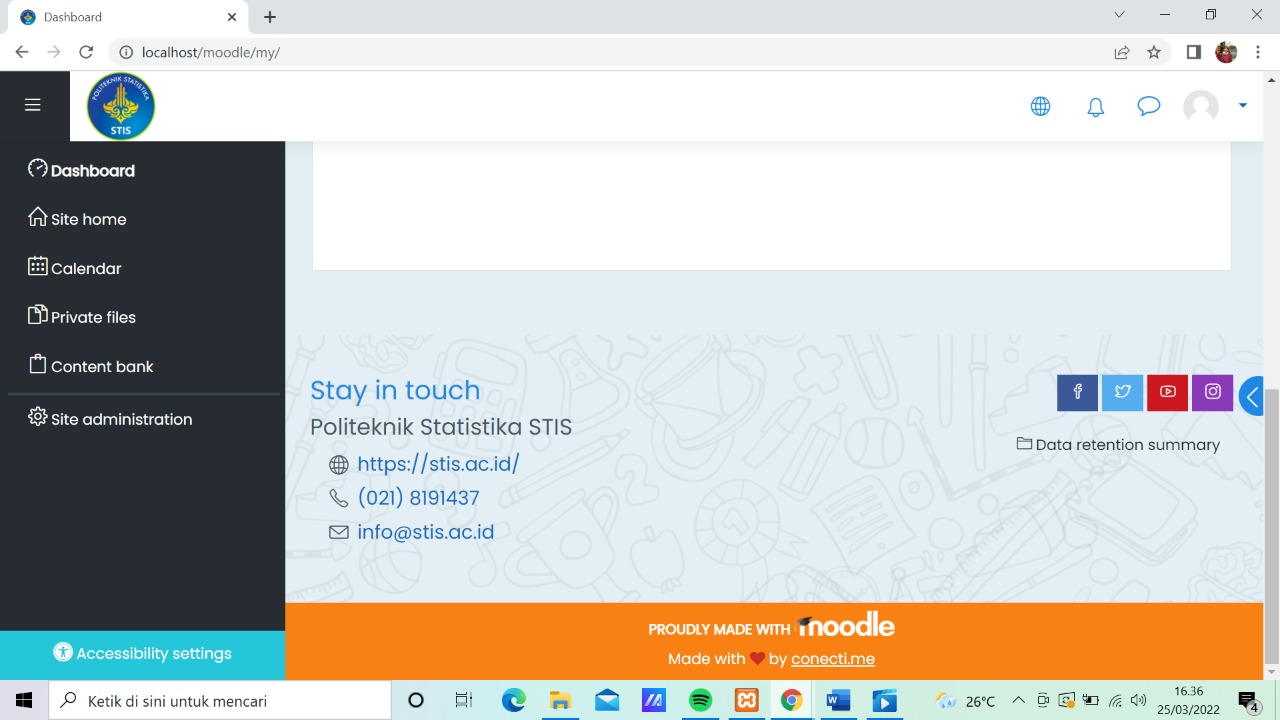 Dashboard
localhost/moodle/my/
POLITEKNIK STATISTIKA
STIS
Dashboard
Site home
Calendar
Private files
Content bank
Site administration
Accessibility settings
Stay in touch
Politeknik Statistika STIS
https://stis.ac.id/
(021) 8191437
info@stis.ac.id
Data retention summary
PROUDLY MADE WITH moodle
Made with ❤ by conecti.me
Ketik di sini untuk mencari
26°C
16.36
25/03/2022
4